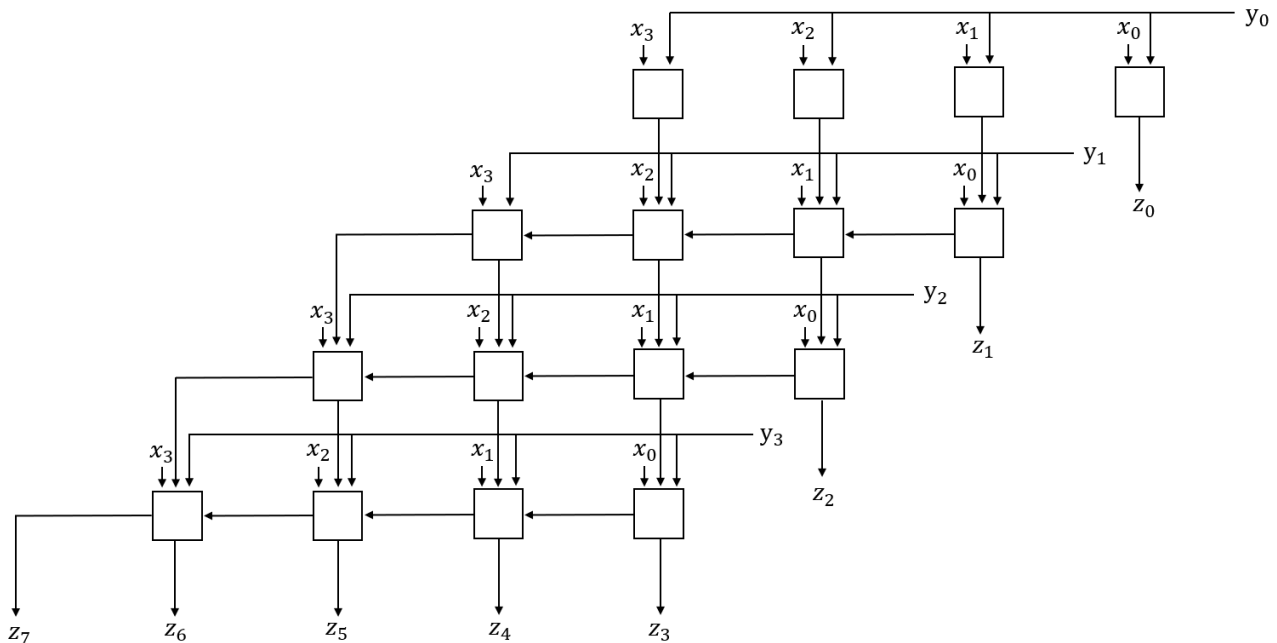 x₃ x₂ x₁ x₀ y₀
x₃ x₂ x₁ x₀ y₁
z₀
x₃ x₂ x₁ x₀ y₂
z₁
x₃ x₂ x₁ x₀ y₃
z₂
z₇ z₆ z₅ z₄ z₃